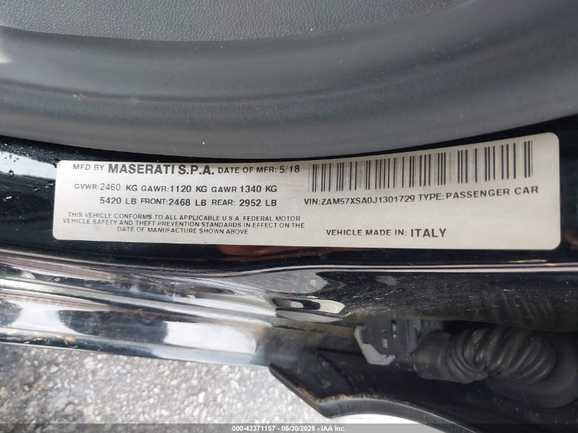 MFD BY MASERATI S.P.A. DATE OF MFR: 5/18
GVWR: 2460 KG GAWR: 1120 KG GAWR 1340 KG
5420 LB FRONT: 2468 LB REAR: 2952 LB
THIS VEHICLE CONFORMS TO ALL APPLICABLE U.S.A. FEDERAL MOTOR
VEHICLE SAFETY AND THEFT PREVENTION STANDARDS IN EFFECT ON THE
DATE OF MANUFACTURE SHOWN ABOVE
VIN: ZAM57XSA0J1301729 TYPE: PASSENGER CAR
VEHICLE MADE IN: ITALY
000-42371157 - 06/30/2025 - IAA Inc.